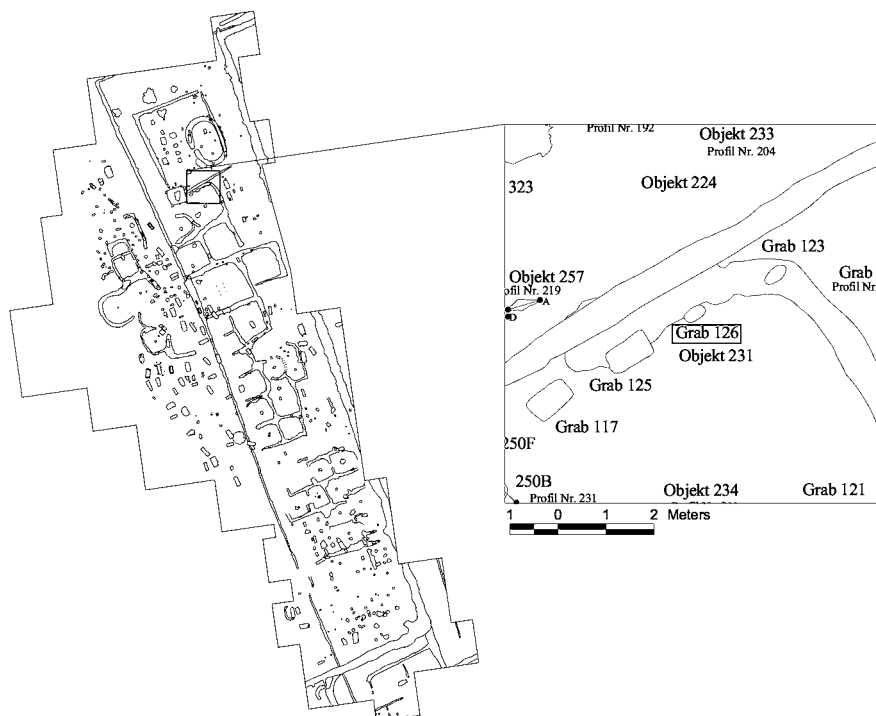 Profil Nr. 192
Objekt 233
Profil Nr. 204
323
Objekt 224
Grab 123
Objekt 257
Grab
ofil Nr. 219
Profil Nr.
A
D
Grab 126
Objekt 231
Grab 125
Grab 117
250F
250B
Profil Nr. 231
Objekt 234
Grab 121
1 0 1 2 Meters